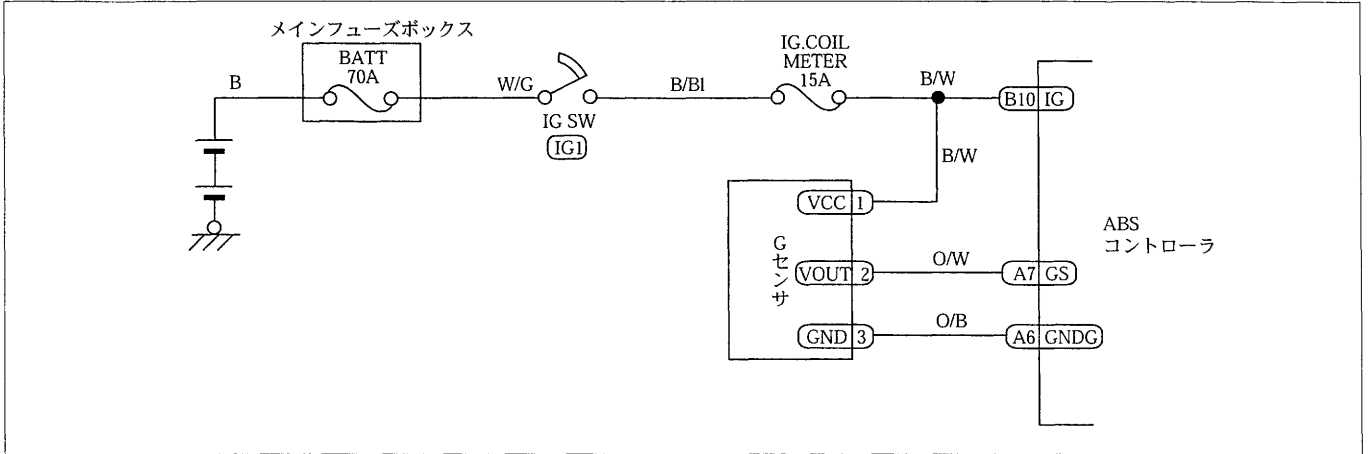 メインフューズボックス
BATT
70A
B
W/G
IG SW
IG1
B/Bl
IG.COIL
METER
15A
B/W
B10 IG
B/W
VCC 1
Gセンサ
VOUT 2
O/W
A7 GS
GND 3
O/B
A6 GNDG
ABS
コントローラ